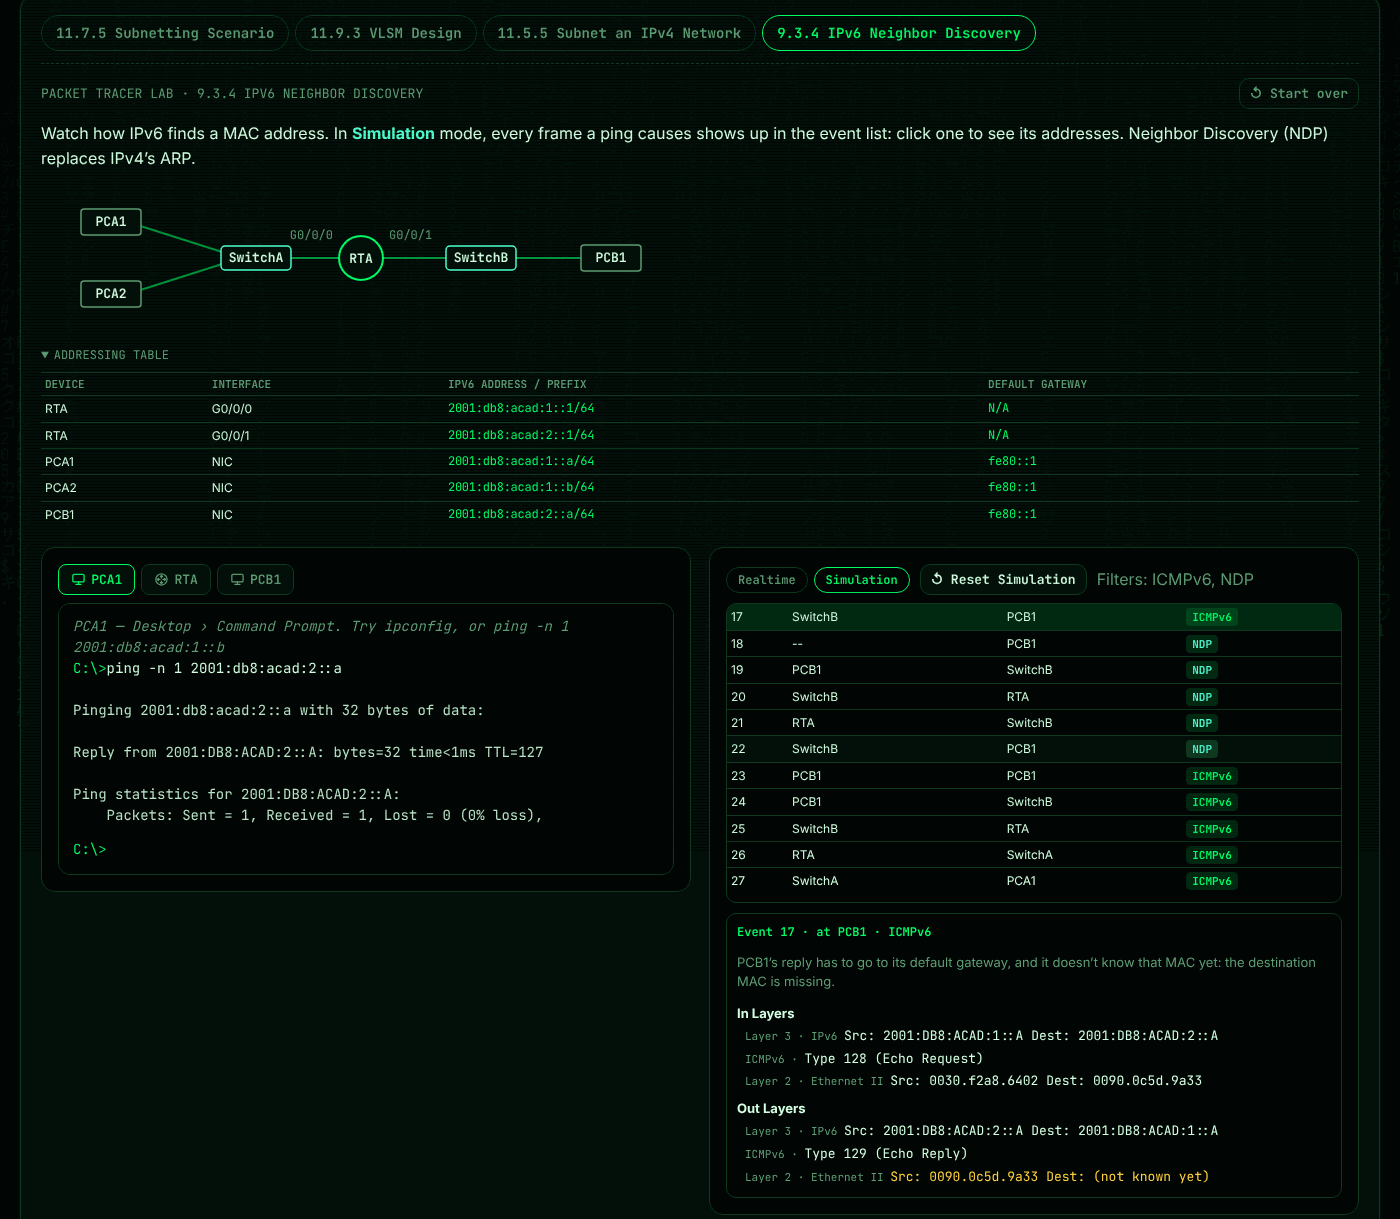 11.7.5 Subnetting Scenario
11.9.3 VLSM Design
11.5.5 Subnet an IPv4 Network
9.3.4 IPv6 Neighbor Discovery
PACKET TRACER LAB · 9.3.4 IPV6 NEIGHBOR DISCOVERY
Start over
Watch how IPv6 finds a MAC address. In Simulation mode, every frame a ping causes shows up in the event list: click one to see its addresses. Neighbor Discovery (NDP)
replaces IPv4’s ARP.
PCA1
G0/0/0
G0/0/1
SwitchA
RTA
SwitchB
PCB1
PCA2
▼ ADDRESSING TABLE
DEVICE INTERFACE IPV6 ADDRESS / PREFIX DEFAULT GATEWAY
RTA G0/0/0 2001:db8:acad:1::1/64 N/A
RTA G0/0/1 2001:db8:acad:2::1/64 N/A
PCA1 NIC 2001:db8:acad:1::a/64 fe80::1
PCA2 NIC 2001:db8:acad:1::b/64 fe80::1
PCB1 NIC 2001:db8:acad:2::a/64 fe80::1
PCA1 RTA PCB1
PCA1 — Desktop › Command Prompt. Try ipconfig, or ping -n 1
2001:db8:acad:1::b
C:\>ping -n 1 2001:db8:acad:2::a
Pinging 2001:db8:acad:2::a with 32 bytes of data:
Reply from 2001:DB8:ACAD:2::A: bytes=32 time<1ms TTL=127
Ping statistics for 2001:DB8:ACAD:2::A:
Packets: Sent = 1, Received = 1, Lost = 0 (0% loss),
C:\>
Realtime Simulation Reset Simulation Filters: ICMPv6, NDP
17 SwitchB PCB1 ICMPv6
18 -- PCB1 NDP
19 PCB1 SwitchB NDP
20 SwitchB RTA NDP
21 RTA SwitchB NDP
22 SwitchB PCB1 NDP
23 PCB1 PCB1 ICMPv6
24 PCB1 SwitchB ICMPv6
25 SwitchB RTA ICMPv6
26 RTA SwitchA ICMPv6
27 SwitchA PCA1 ICMPv6
Event 17 · at PCB1 · ICMPv6
PCB1’s reply has to go to its default gateway, and it doesn’t know that MAC yet: the destination
MAC is missing.
In Layers
Layer 3 · IPv6 Src: 2001:DB8:ACAD:1::A Dest: 2001:DB8:ACAD:2::A
ICMPv6 · Type 128 (Echo Request)
Layer 2 · Ethernet II Src: 0030.f2a8.6402 Dest: 0090.0c5d.9a33
Out Layers
Layer 3 · IPv6 Src: 2001:DB8:ACAD:2::A Dest: 2001:DB8:ACAD:1::A
ICMPv6 · Type 129 (Echo Reply)
Layer 2 · Ethernet II Src: 0090.0c5d.9a33 Dest: (not known yet)